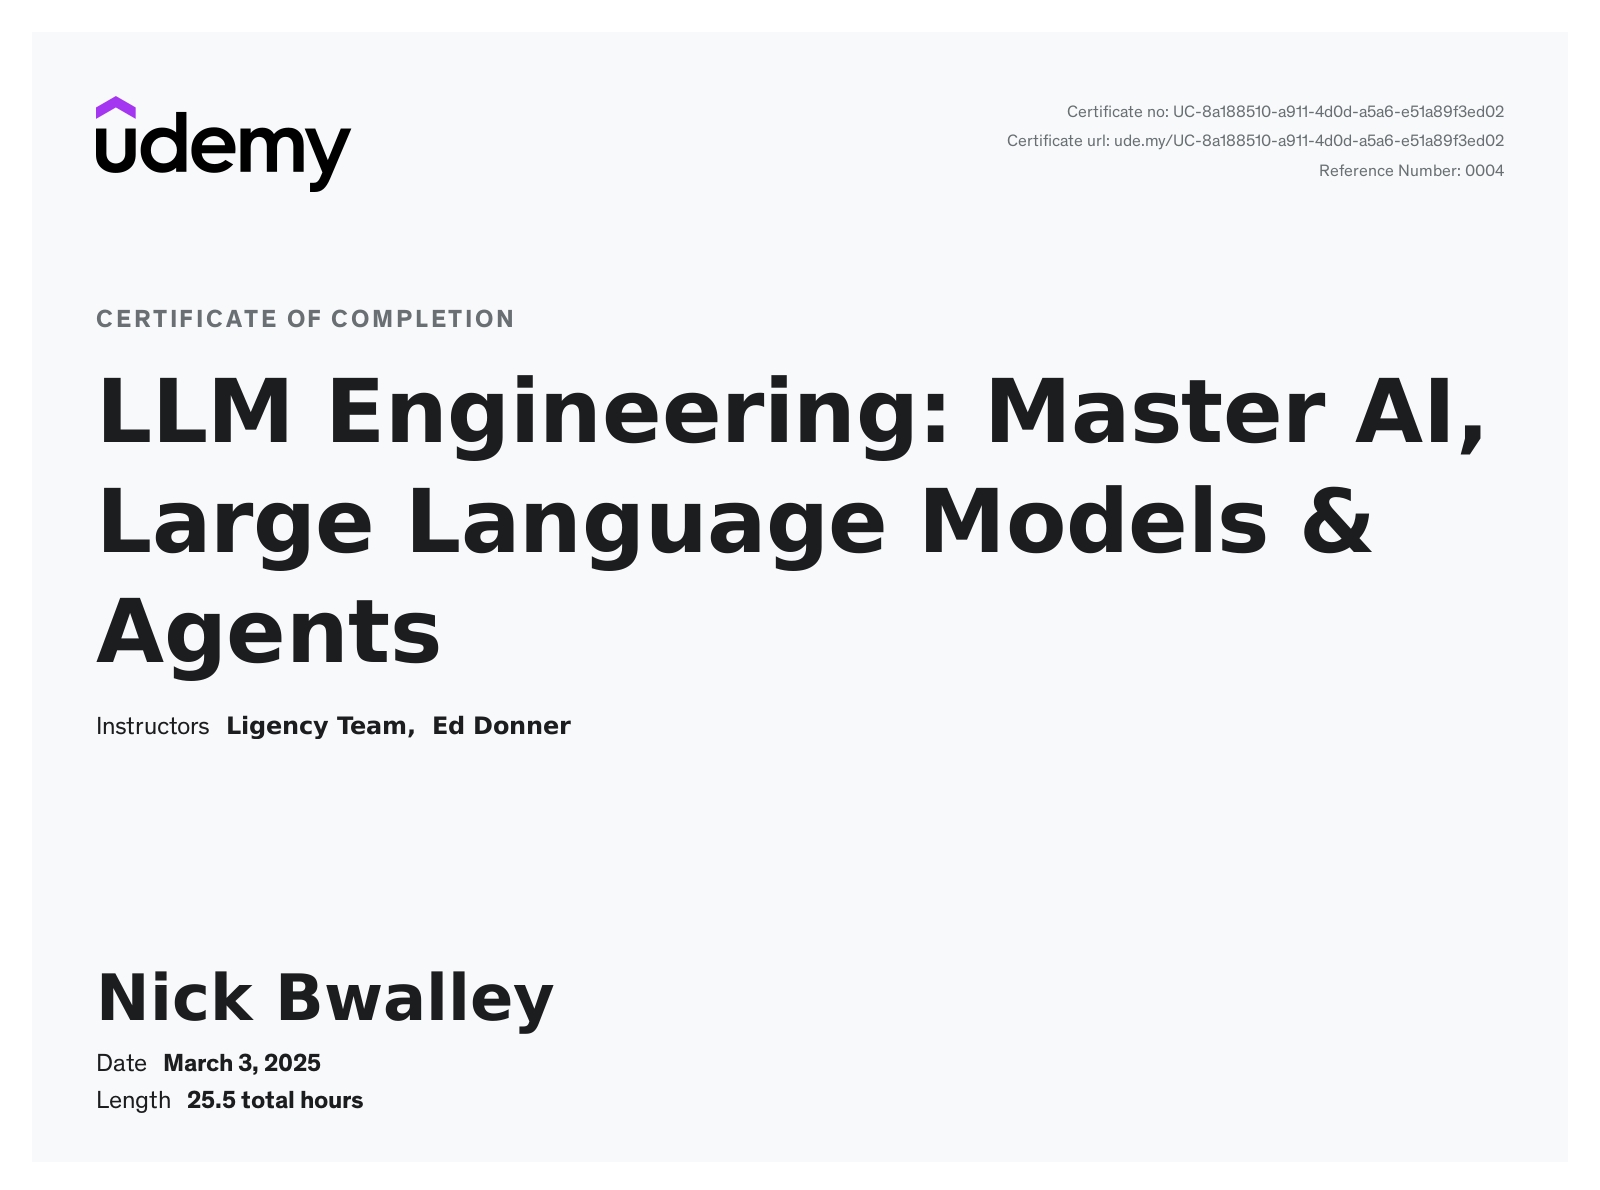 udemy
Certificate no: UC-8a188510-a911-4d0d-a5a6-e51a89f3ed02
Certificate url: ude.my/UC-8a188510-a911-4d0d-a5a6-e51a89f3ed02
Reference Number: 0004
CERTIFICATE OF COMPLETION
LLM Engineering: Master AI,
Large Language Models &
Agents
Instructors Ligency Team, Ed Donner
Nick Bwalley
Date March 3, 2025
Length 25.5 total hours